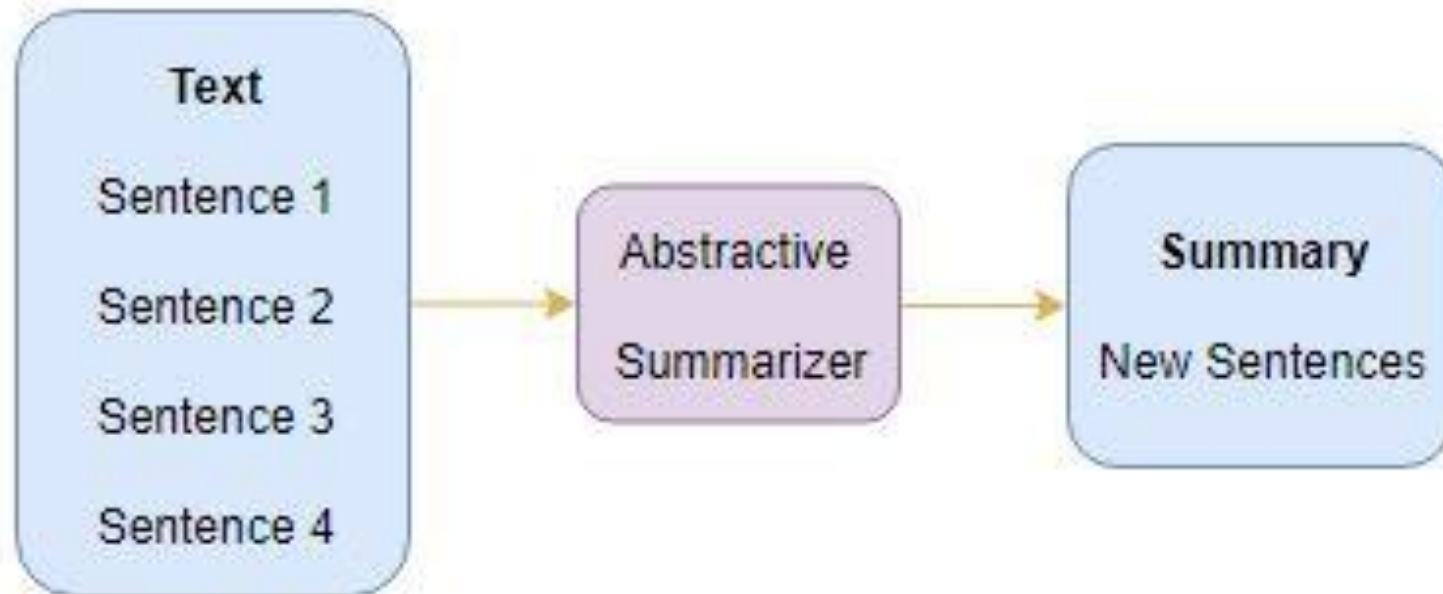 Text
Sentence 1
Sentence 2
Sentence 3
Sentence 4
Abstractive
Summarizer
Summary
New Sentences